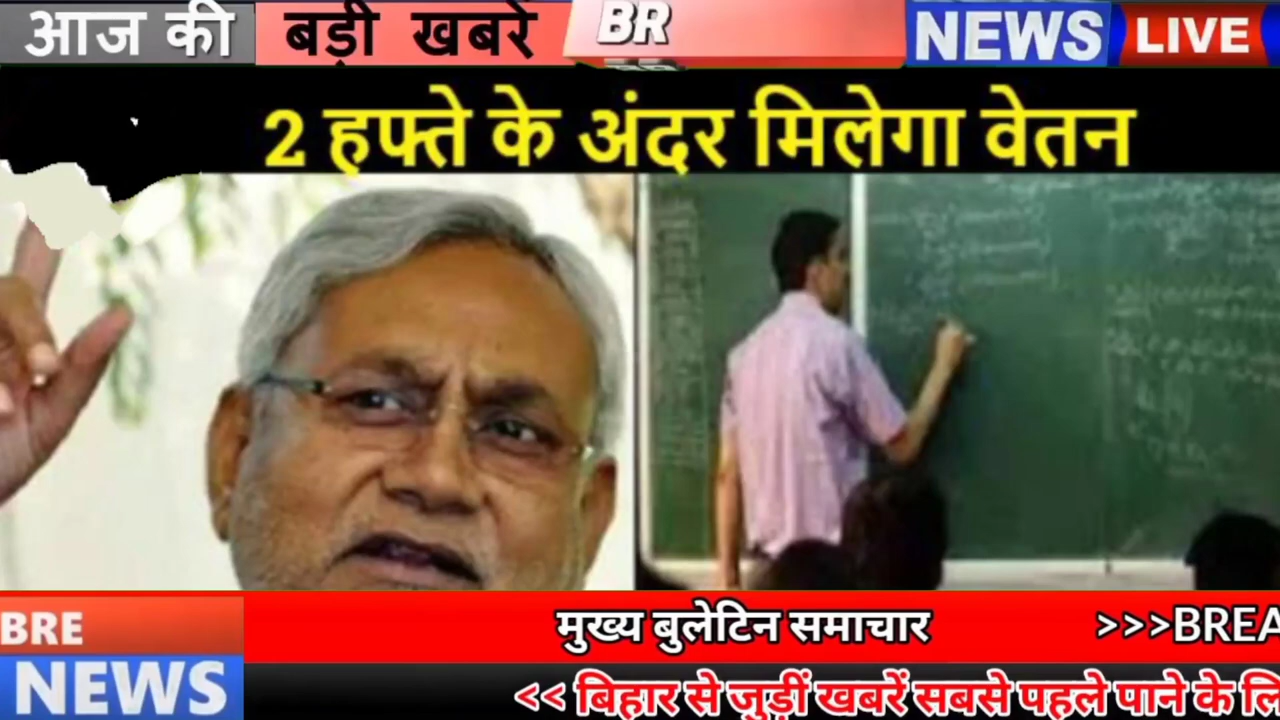 आज की बड़ी खबरें BR NEWS LIVE
2 हफ्ते के अंदर मिलेगा वेतन
BRE
NEWS
मुख्य बुलेटिन समाचार >>>BREA
<< बिहार से जुड़ीं खबरें सबसे पहले पाने के लि